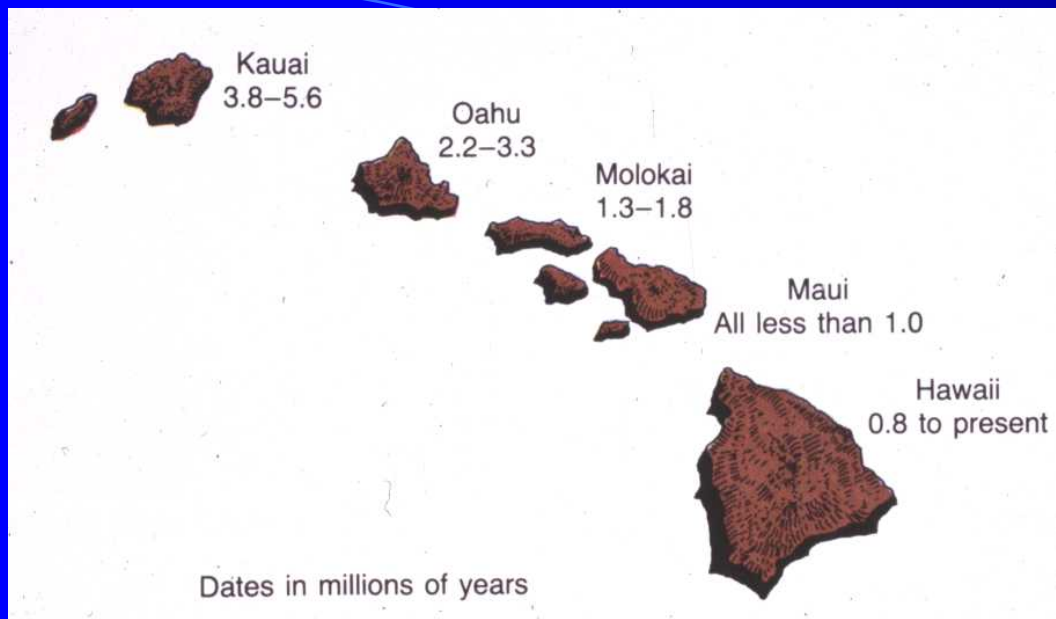 Kauai
3.8–5.6
Oahu
2.2–3.3
Molokai
1.3–1.8
Maui
All less than 1.0
Hawaii
0.8 to present
Dates in millions of years